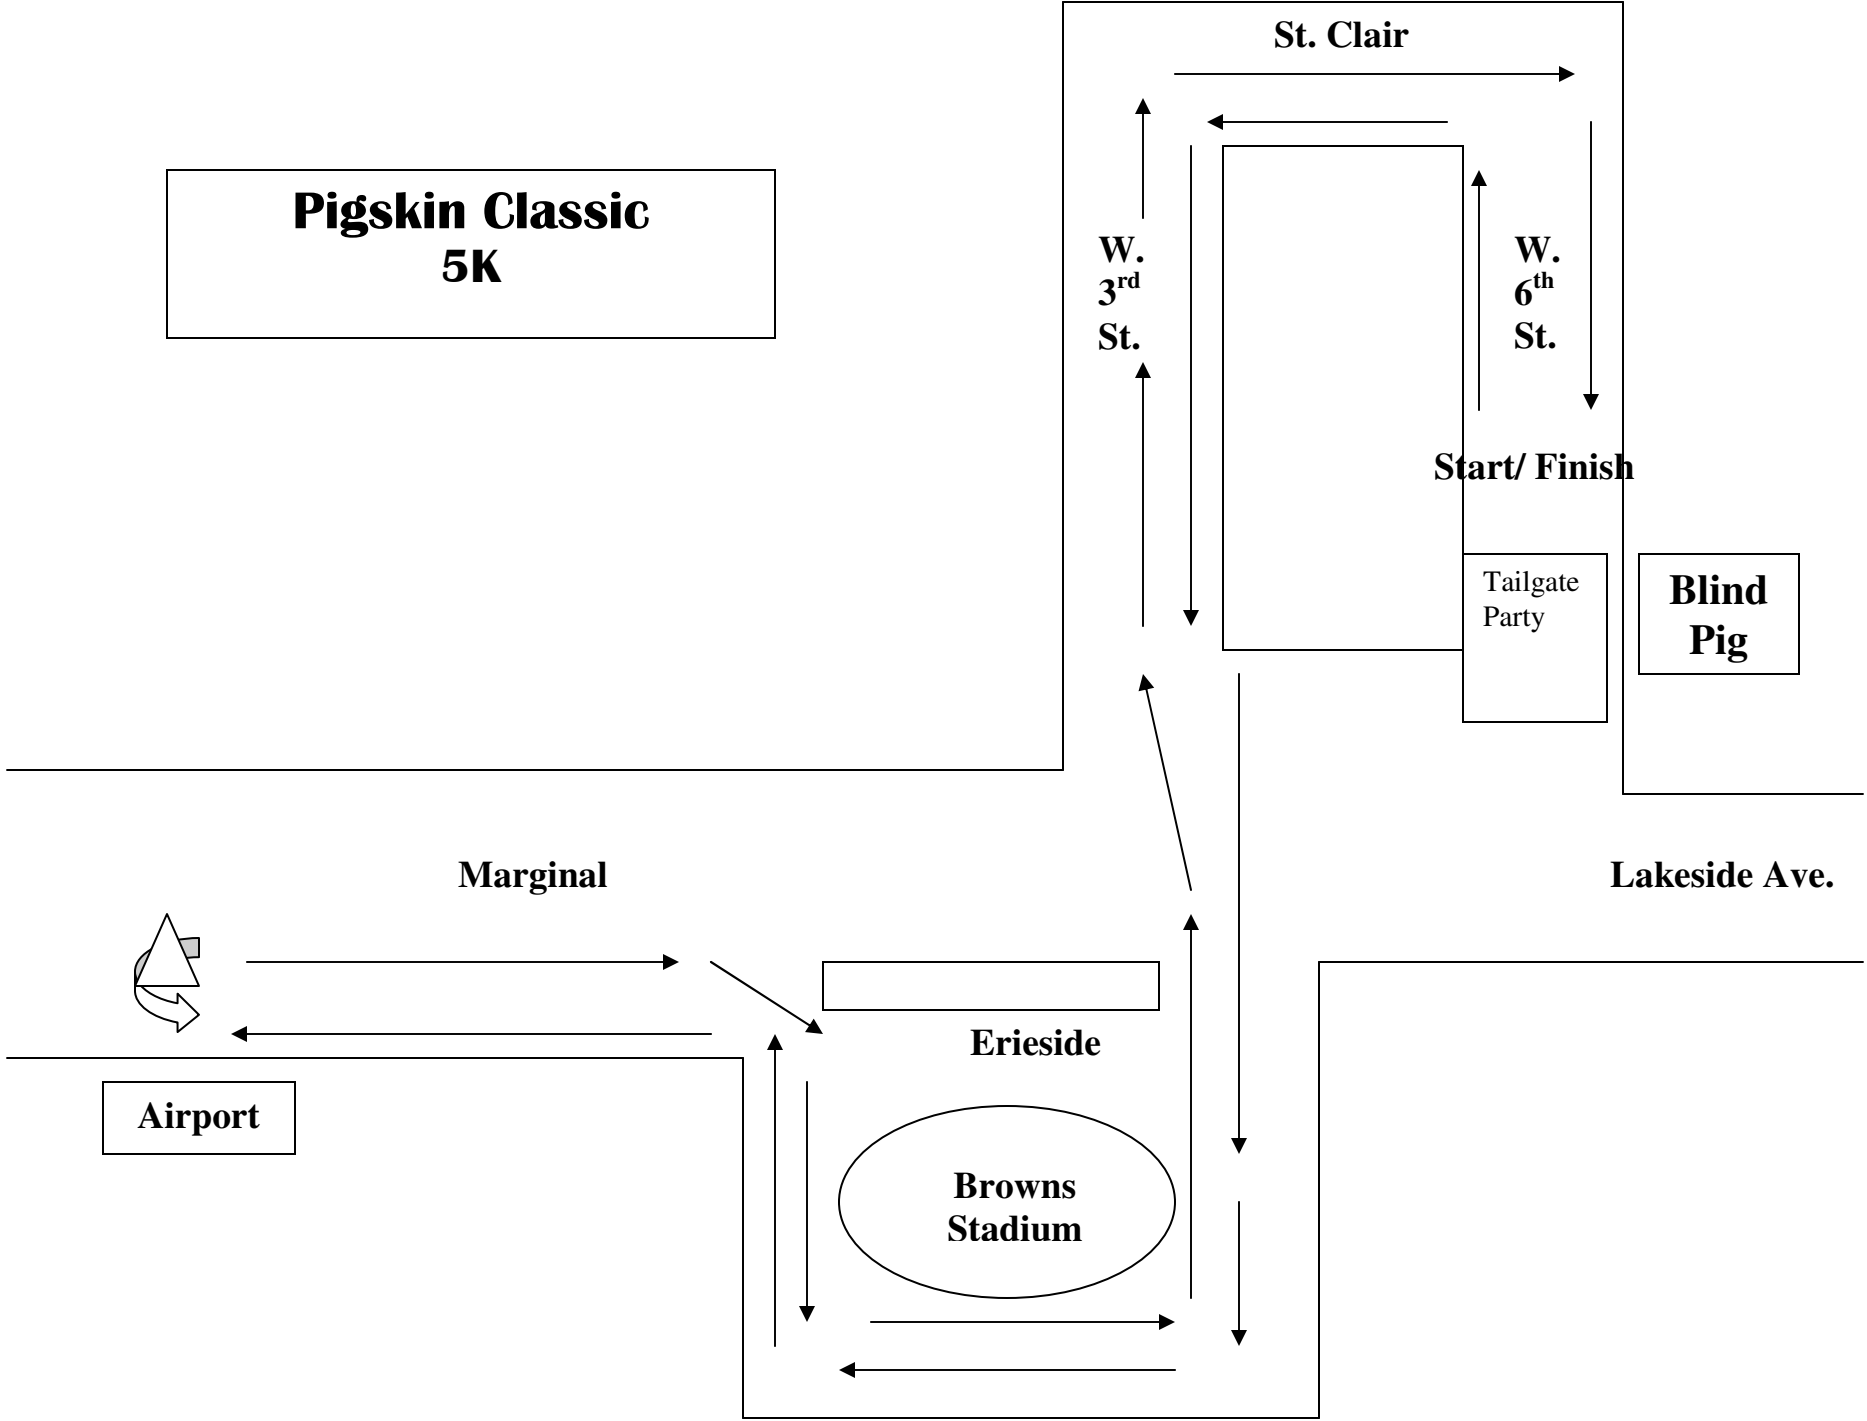 St. Clair
Pigskin Classic
5K
W.
3rd
St.
W.
6th
St.
Start/ Finish
Tailgate
Party
Blind
Pig
Marginal
Lakeside Ave.
Erieside
Airport
Browns
Stadium